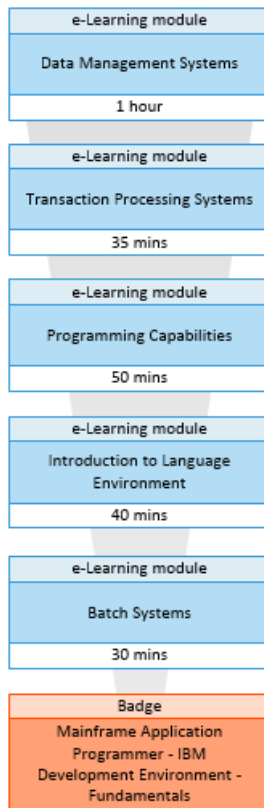 e-Learning module
Data Management Systems
1 hour
e-Learning module
Transaction Processing Systems
35 mins
e-Learning module
Programming Capabilities
50 mins
e-Learning module
Introduction to Language
Environment
40 mins
e-Learning module
Batch Systems
30 mins
Badge
Mainframe Application
Programmer - IBM
Development Environment -
Fundamentals